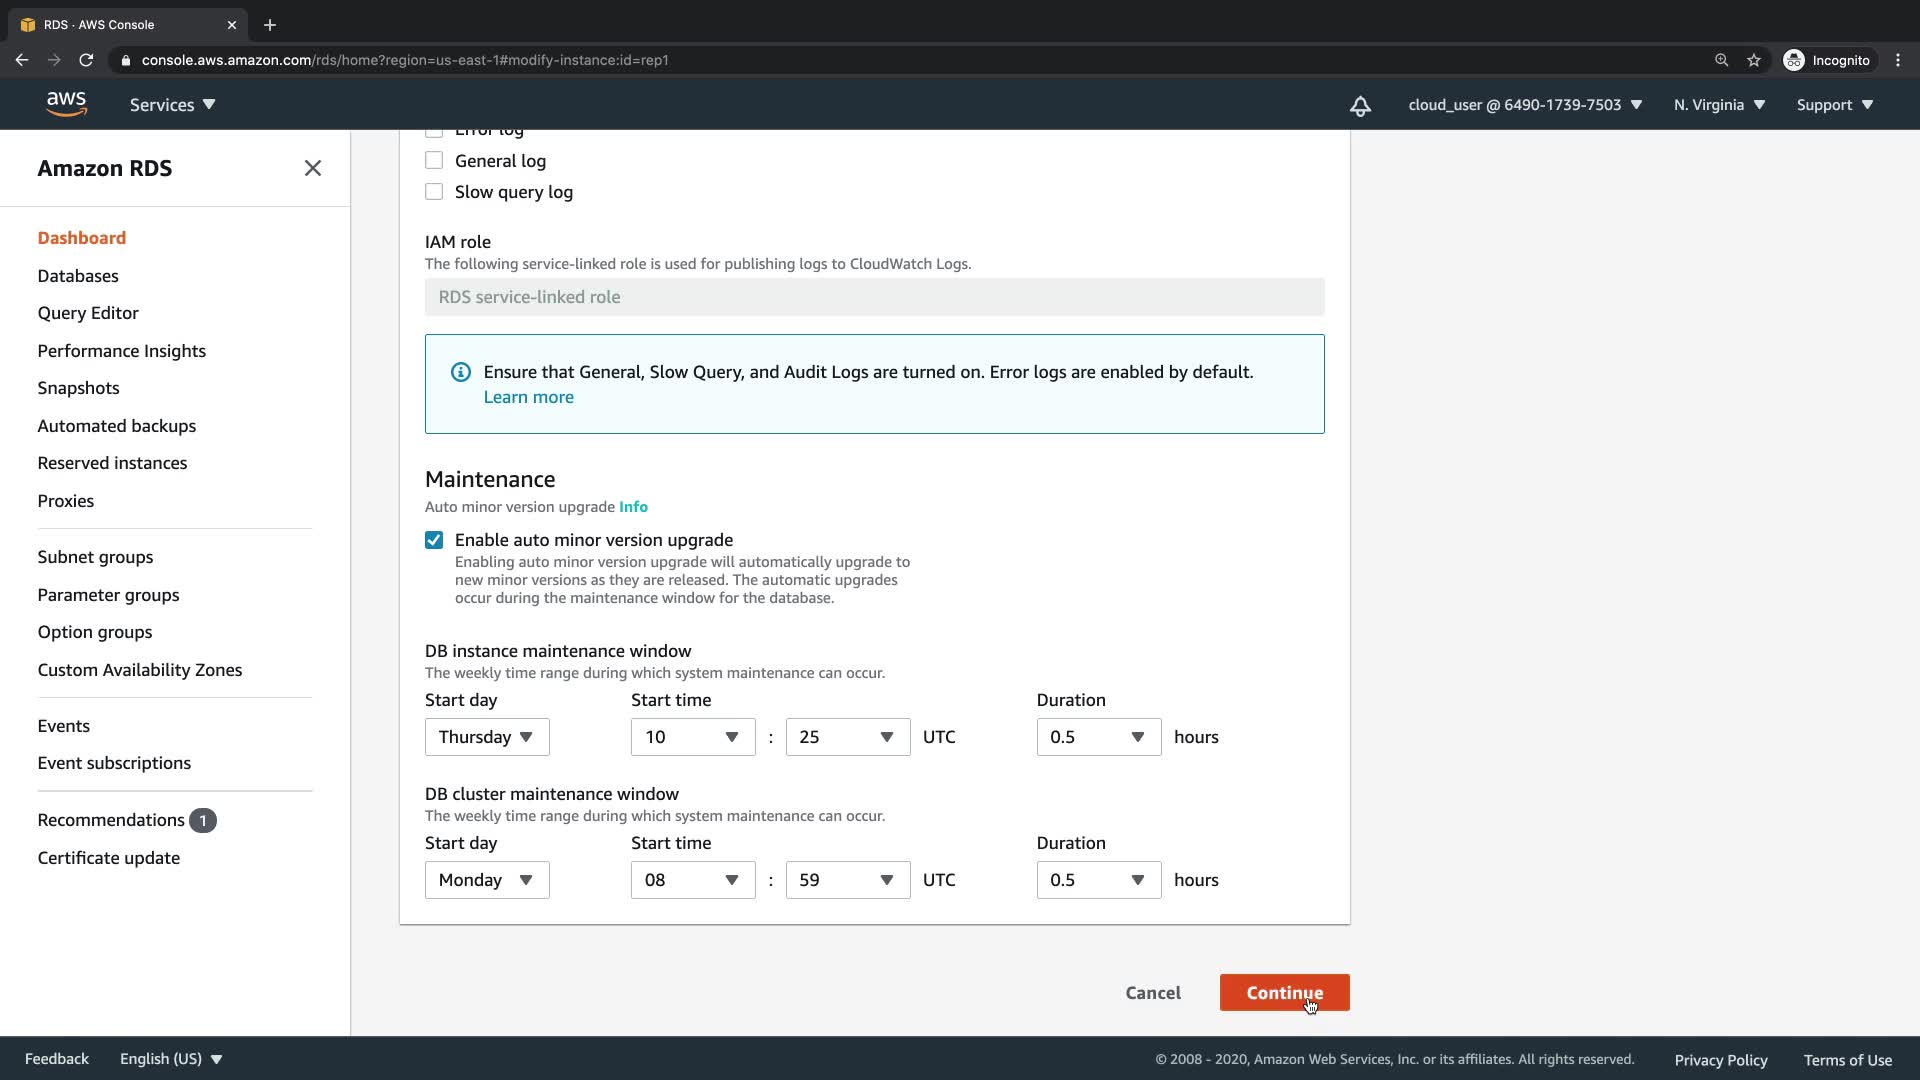 RDS · AWS Console
console.aws.amazon.com/rds/home?region=us-east-1#modify-instance:id=rep1
Incognito
aws
Services
cloud_user @ 6490-1739-7503
N. Virginia
Support
Amazon RDS
Dashboard
Databases
Query Editor
Performance Insights
Snapshots
Automated backups
Reserved instances
Proxies
Subnet groups
Parameter groups
Option groups
Custom Availability Zones
Events
Event subscriptions
Recommendations 1
Certificate update
Error log
General log
Slow query log
IAM role
The following service-linked role is used for publishing logs to CloudWatch Logs.
RDS service-linked role
Ensure that General, Slow Query, and Audit Logs are turned on. Error logs are enabled by default.
Learn more
Maintenance
Auto minor version upgrade Info
Enable auto minor version upgrade
Enabling auto minor version upgrade will automatically upgrade to
new minor versions as they are released. The automatic upgrades
occur during the maintenance window for the database.
DB instance maintenance window
The weekly time range during which system maintenance can occur.
Start day Start time Duration
Thursday 10 : 25 UTC 0.5 hours
DB cluster maintenance window
The weekly time range during which system maintenance can occur.
Start day Start time Duration
Monday 08 : 59 UTC 0.5 hours
Cancel Continue
Feedback English (US)
© 2008 - 2020, Amazon Web Services, Inc. or its affiliates. All rights reserved. Privacy Policy Terms of Use